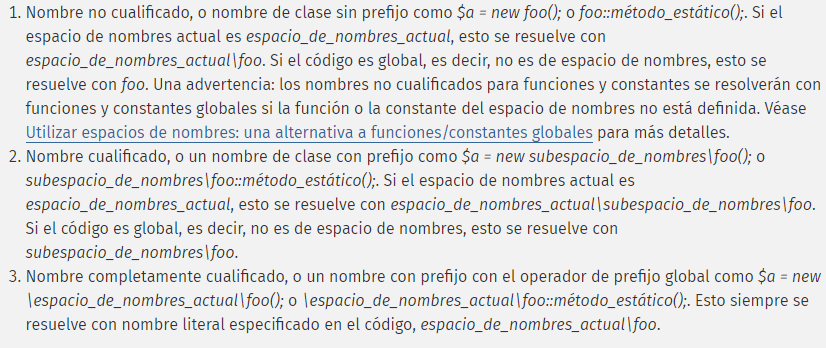 1. Nombre no cualificado, o nombre de clase sin prefijo como $a = new foo(); o foo::método_estático();. Si el
espacio de nombres actual es espacio_de_nombres_actual, esto se resuelve con
espacio_de_nombres_actual\foo. Si el código es global, es decir, no es de espacio de nombres, esto se
resuelve con foo. Una advertencia: los nombres no cualificados para funciones y constantes se resolverán con
funciones y constantes globales si la función o la constante del espacio de nombres no está definida. Véase
Utilizar espacios de nombres: una alternativa a funciones/constantes globales para más detalles.
2. Nombre cualificado, o un nombre de clase con prefijo como $a = new subespacio_de_nombres\foo(); o
subespacio_de_nombres\foo::método_estático();. Si el espacio de nombres actual es
espacio_de_nombres_actual, esto se resuelve con espacio_de_nombres_actual\subespacio_de_nombres\foo.
Si el código es global, es decir, no es de espacio de nombres, esto se resuelve con
subespacio_de_nombres\foo.
3. Nombre completamente cualificado, o un nombre con prefijo con el operador de prefijo global como $a = new
\espacio_de_nombres_actual\foo(); o \espacio_de_nombres_actual\foo::método_estático();. Esto siempre se
resuelve con nombre literal especificado en el código, espacio_de_nombres_actual\foo.